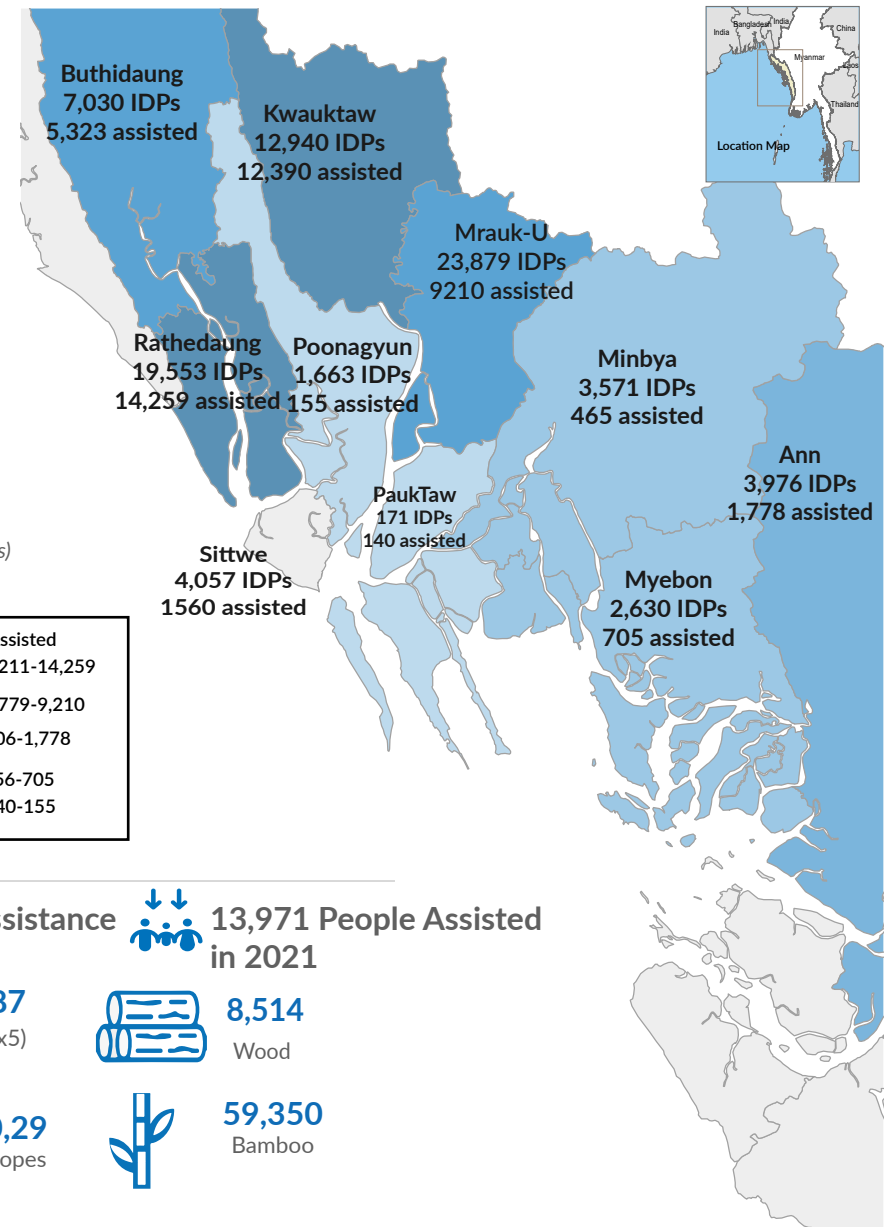 India
Bangladesh
India
China
Myanmar
Laos
Thailand
Location Map
Buthidaung
7,030 IDPs
5,323 assisted
Kwauktaw
12,940 IDPs
12,390 assisted
Mrauk-U
23,879 IDPs
9210 assisted
Rathedaung
19,553 IDPs
14,259 assisted
Poonagyun
1,663 IDPs
155 assisted
Minbya
3,571 IDPs
465 assisted
Ann
3,976 IDPs
1,778 assisted
PaukTaw
171 IDPs
140 assisted
Sittwe
4,057 IDPs
1560 assisted
Myebon
2,630 IDPs
705 assisted
s)
ssisted
211-14,259
779-9,210
06-1,778
56-705
40-155
ssistance
13,971 People Assisted
in 2021
37
x5)
8,514
Wood
0,29
opes
59,350
Bamboo